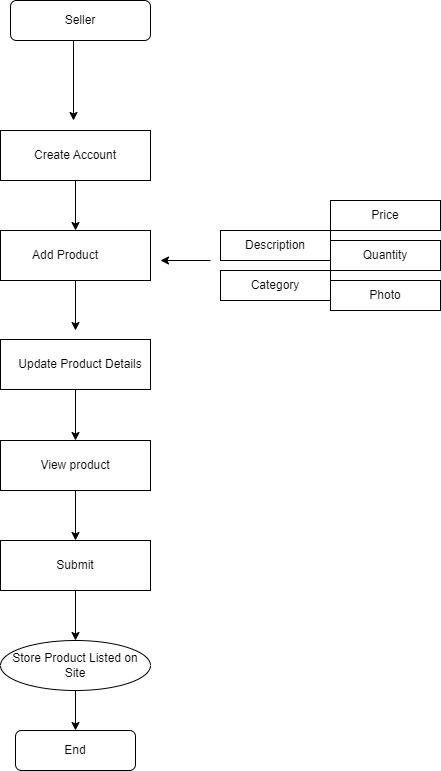 Seller
Create Account
Add Product
Price
Description
Quantity
Category
Photo
Update Product Details
View product
Submit
Store Product Listed on
Site
End